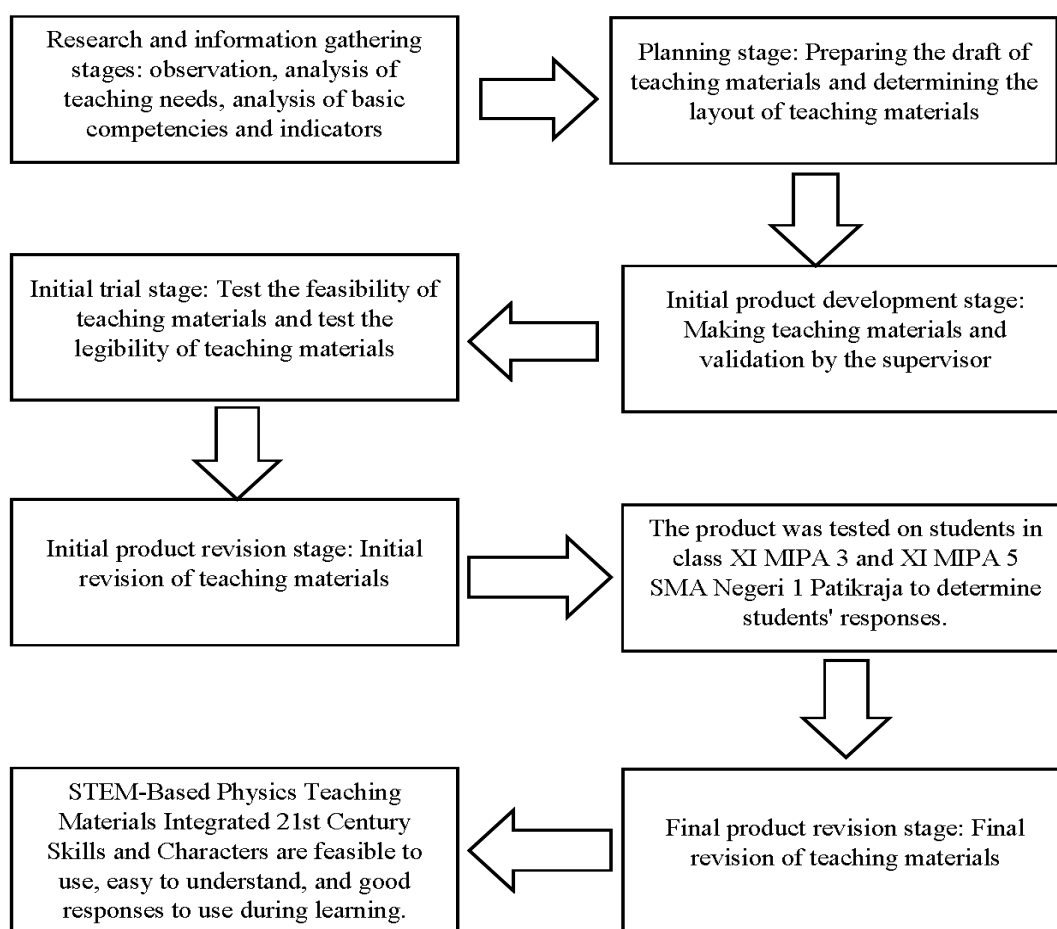 Research and information gathering
stages: observation, analysis of
teaching needs, analysis of basic
competencies and indicators
Planning stage: Preparing the draft of
teaching materials and determining the
layout of teaching materials
Initial product development stage:
Making teaching materials and
validation by the supervisor
Initial trial stage: Test the feasibility of
teaching materials and test the
legibility of teaching materials
Initial product revision stage: Initial
revision of teaching materials
The product was tested on students in
class XI MIPA 3 and XI MIPA 5
SMA Negeri 1 Patikraja to determine
students' responses.
Final product revision stage: Final
revision of teaching materials
STEM-Based Physics Teaching
Materials Integrated 21st Century
Skills and Characters are feasible to
use, easy to understand, and good
responses to use during learning.